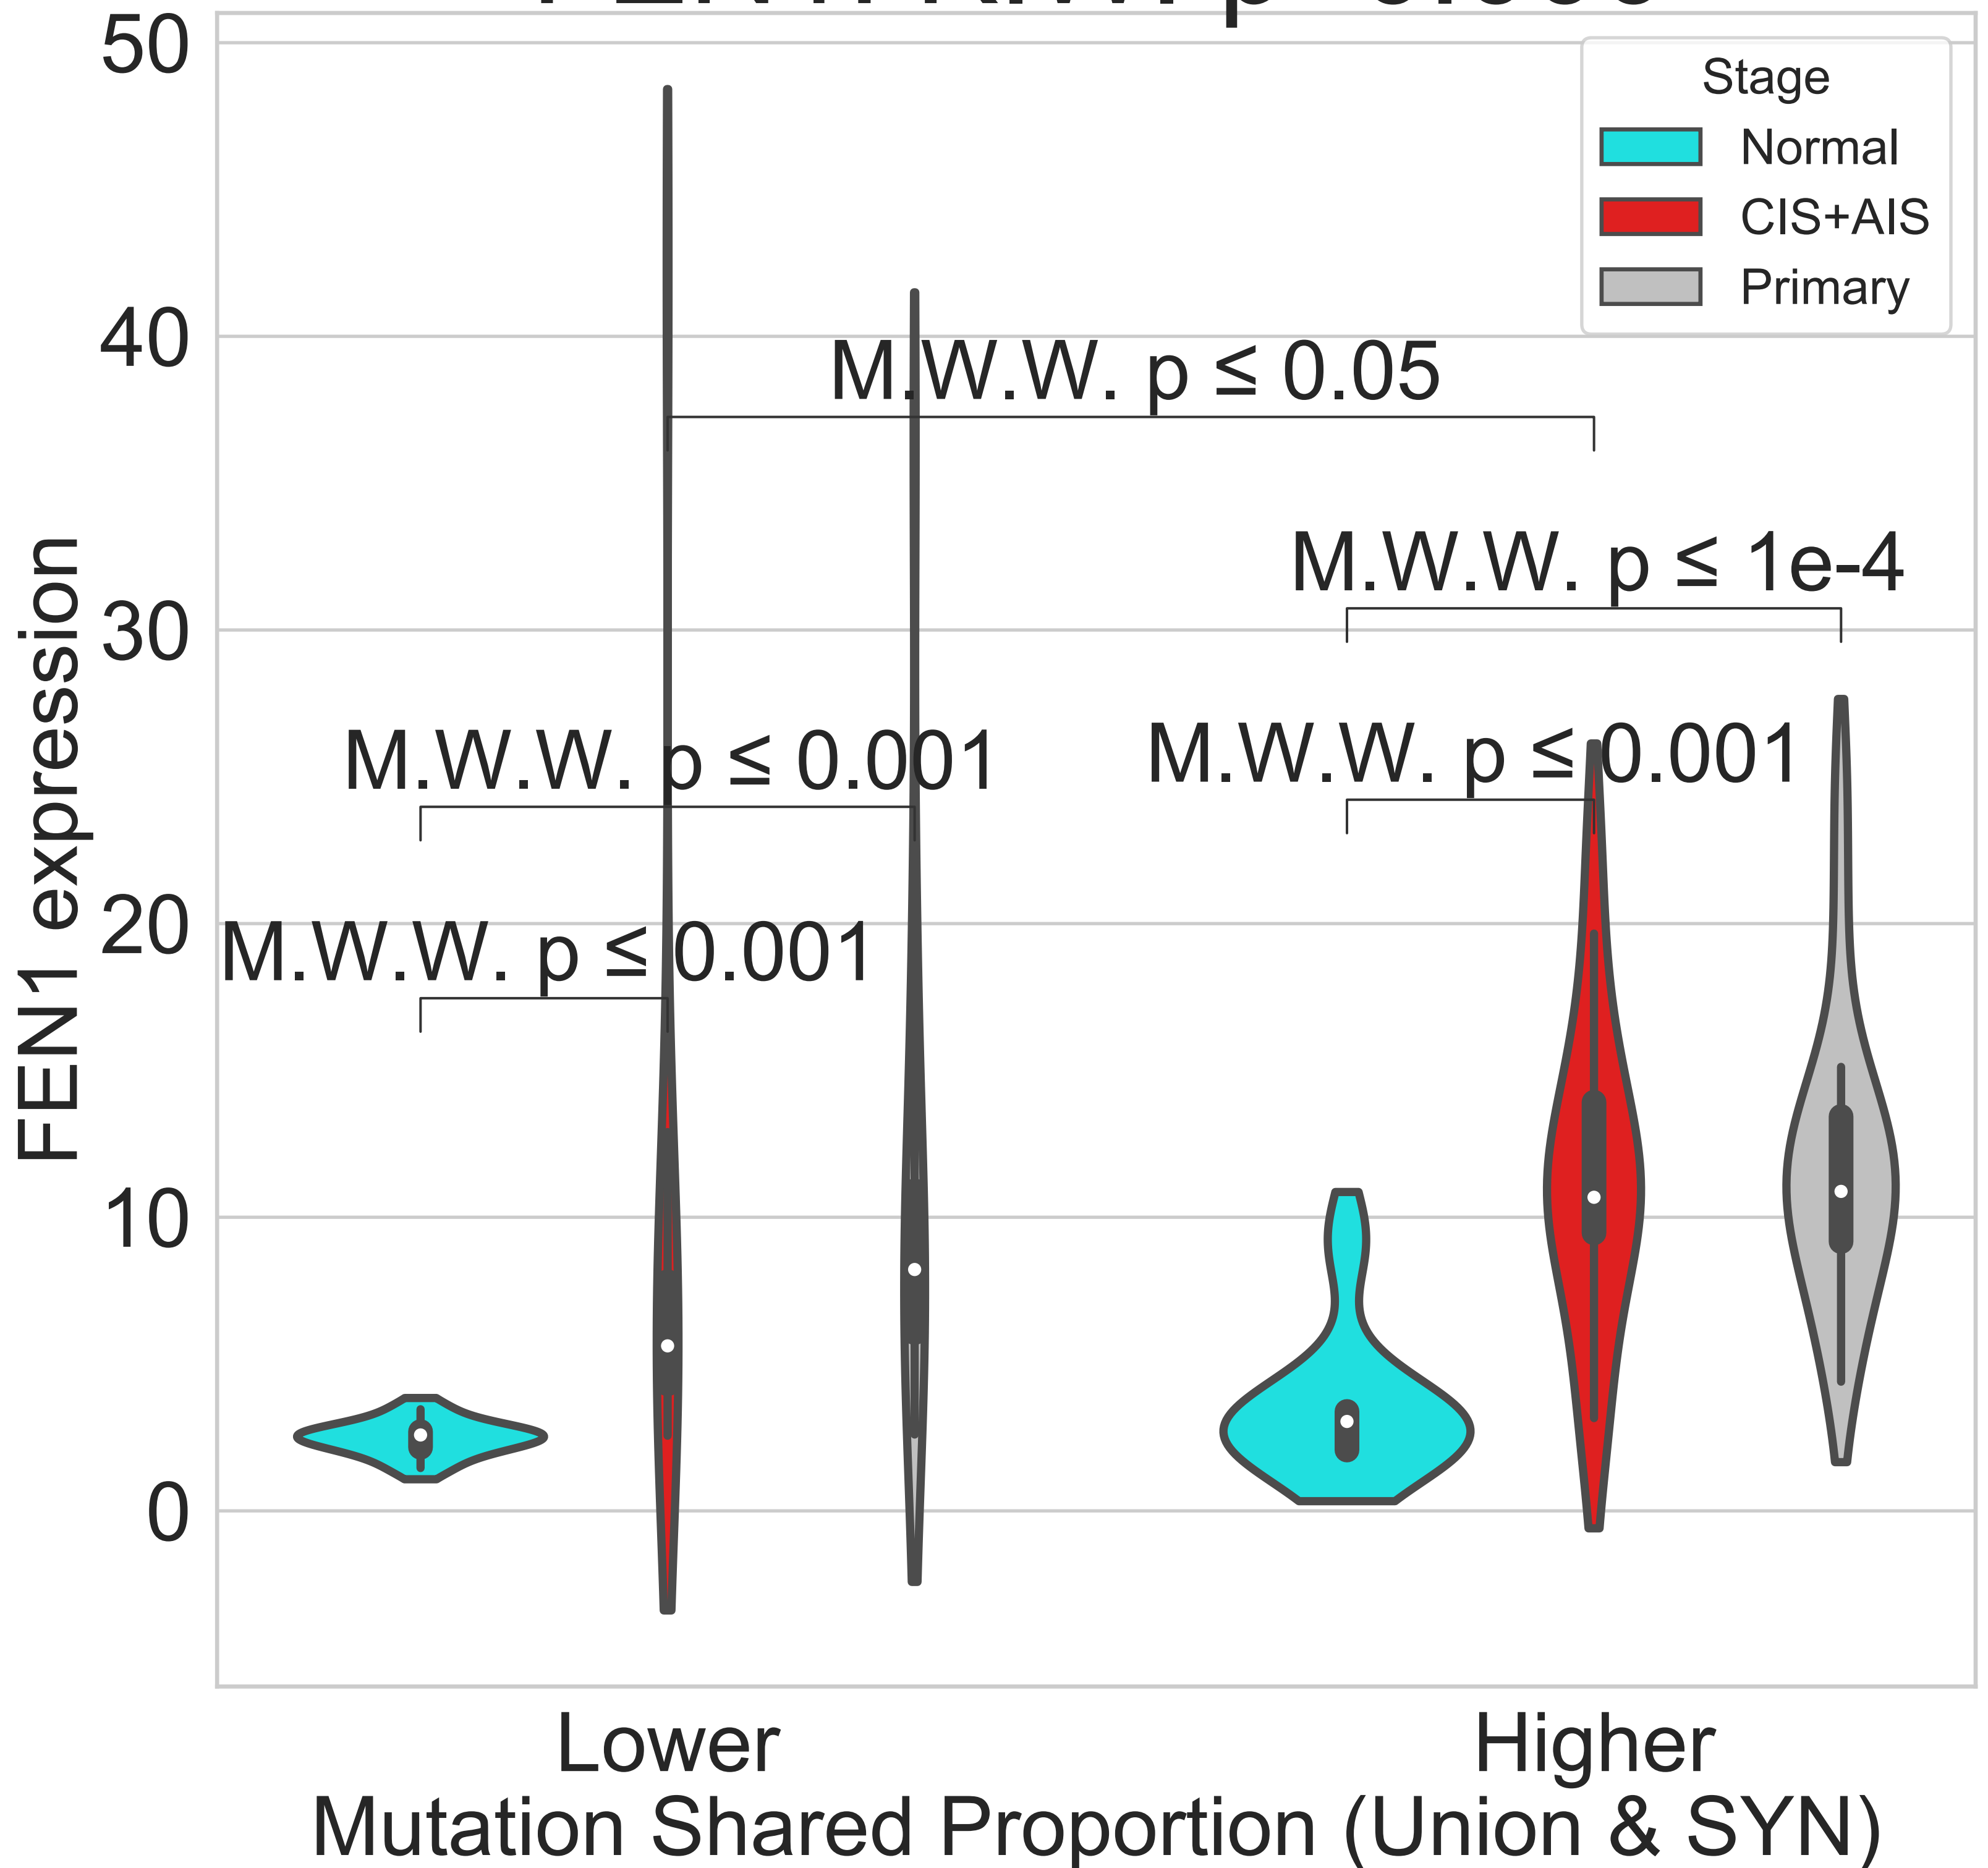 50
Stage
Normal
CIS+AIS
Primary
40
M.W.W. p ≤ 0.05
M.W.W. p ≤ 1e-4
30
M.W.W. p ≤ 0.001
M.W.W. p ≤ 0.001
20
M.W.W. p ≤ 0.001
10
0
FEN1 expression
Lower
Higher
Mutation Shared Proportion (Union & SYN)